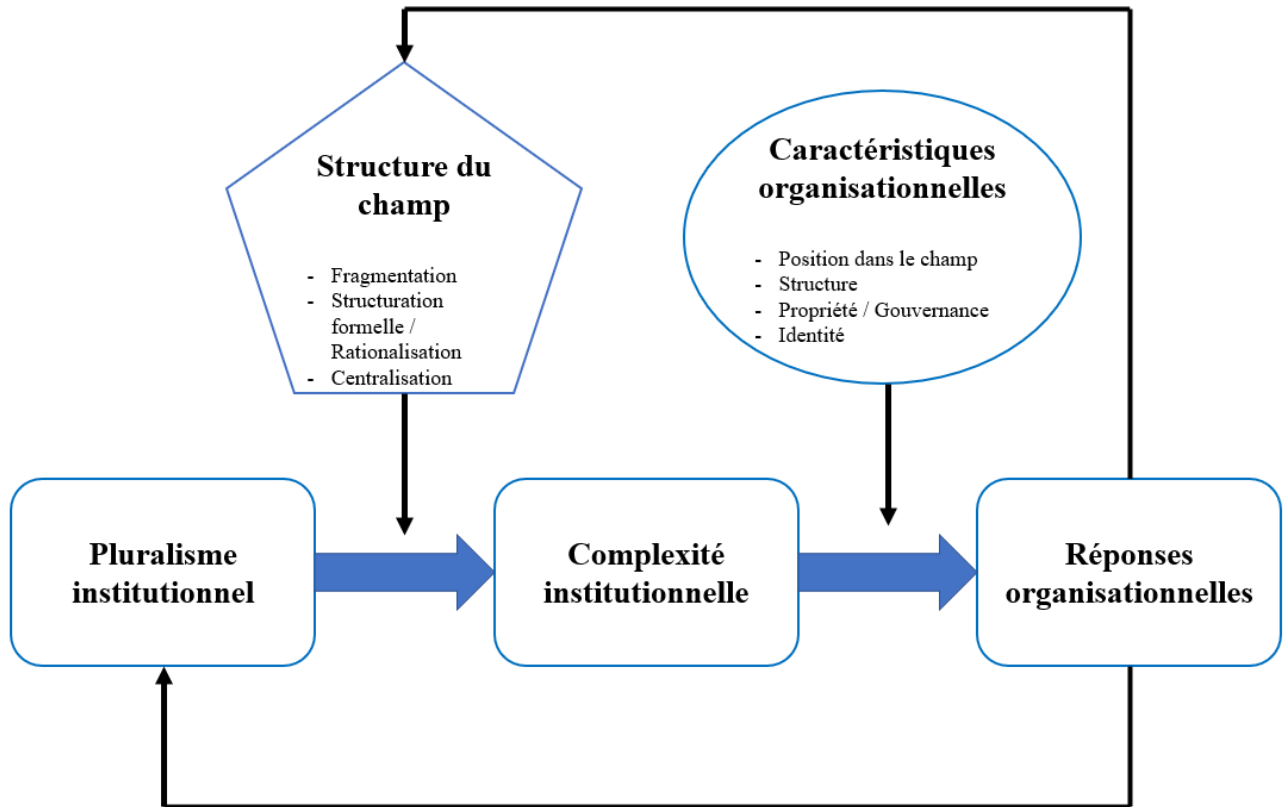 Structure du
champ
- Fragmentation
- Structuration
formelle /
Rationalisation
- Centralisation
Caractéristiques
organisationnelles
- Position dans le champ
- Structure
- Propriété / Gouvernance
- Identité
Pluralisme
institutionnel
Complexité
institutionnelle
Réponses
organisationnelles